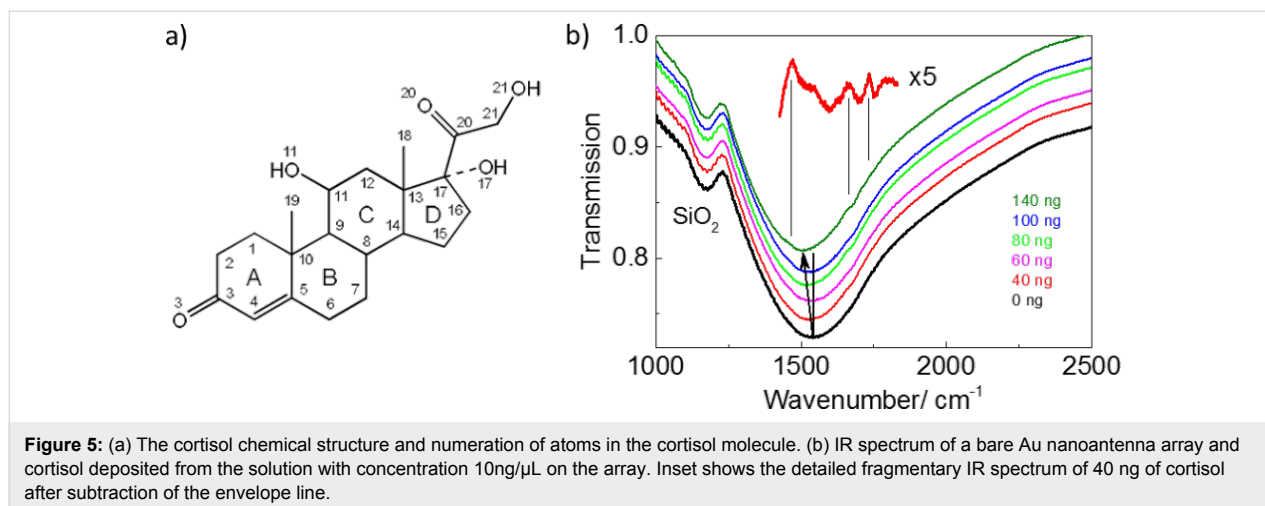 a)
b)
O
20
21
OH
21
20
18
OH
17
HO
11
12
17
11
13
16
19
C
D
9
14
15
1
8
2
10
A
B
3
5
7
4
6
3
O
1.0
0.9
0.8
Transmission
x5
SiO2
140 ng
100 ng
80 ng
60 ng
40 ng
0 ng
1000
1500
2000
2500
Wavenumber/ cm-1
Figure 5: (a) The cortisol chemical structure and numeration of atoms in the cortisol molecule. (b) IR spectrum of a bare Au nanoantenna array and
cortisol deposited from the solution with concentration 10ng/μL on the array. Inset shows the detailed fragmentary IR spectrum of 40 ng of cortisol
after subtraction of the envelope line.